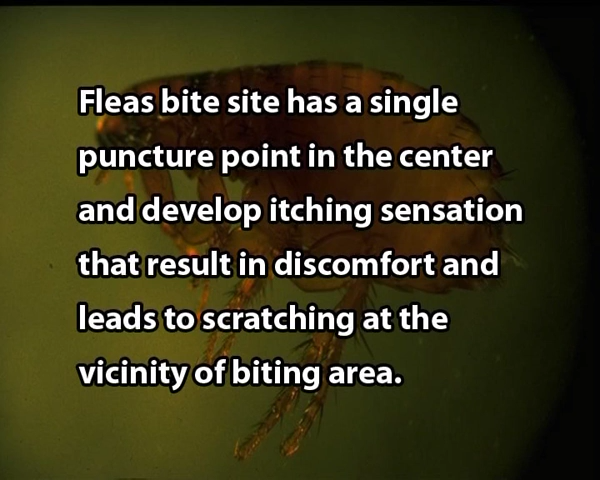 Fleas bite site has a single
puncture point in the center
and develop itching sensation
that result in discomfort and
leads to scratching at the
vicinity of biting area.